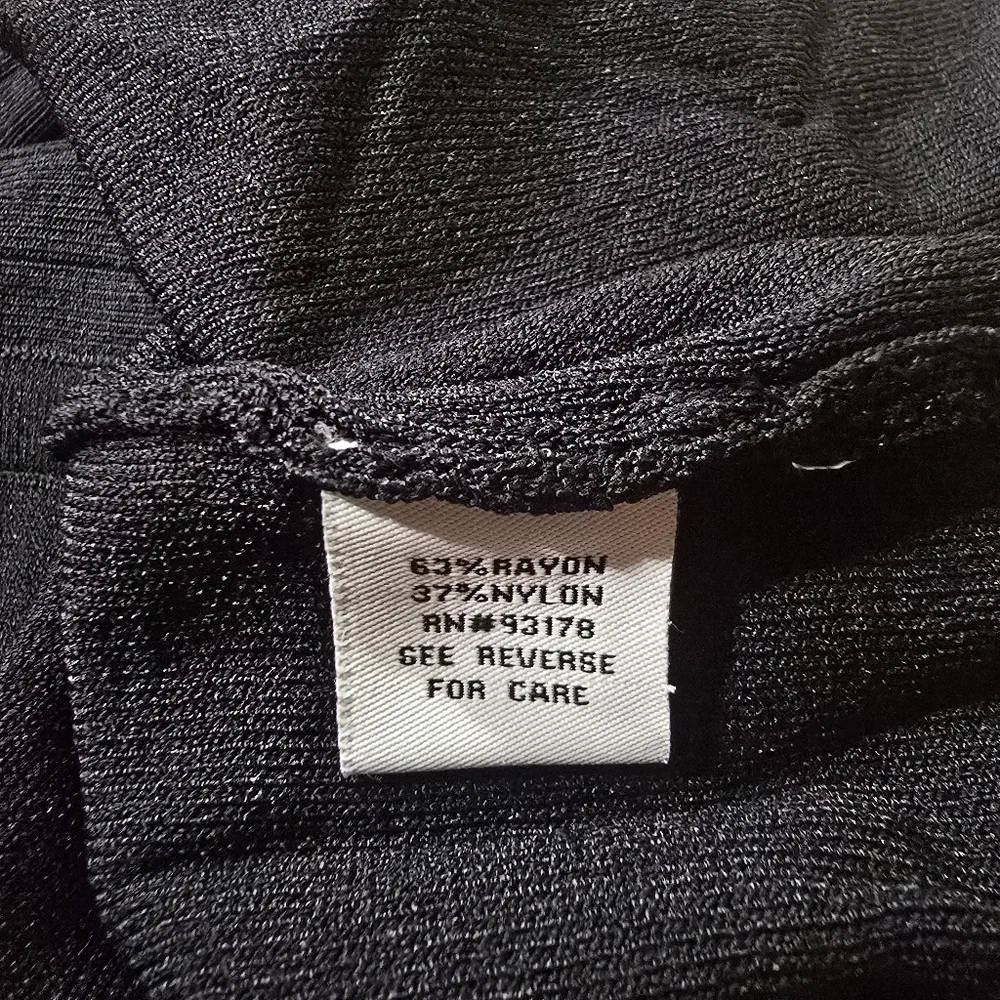 63%RAYON
37%NYLON
RN#93178
SEE REVERSE
FOR CARE